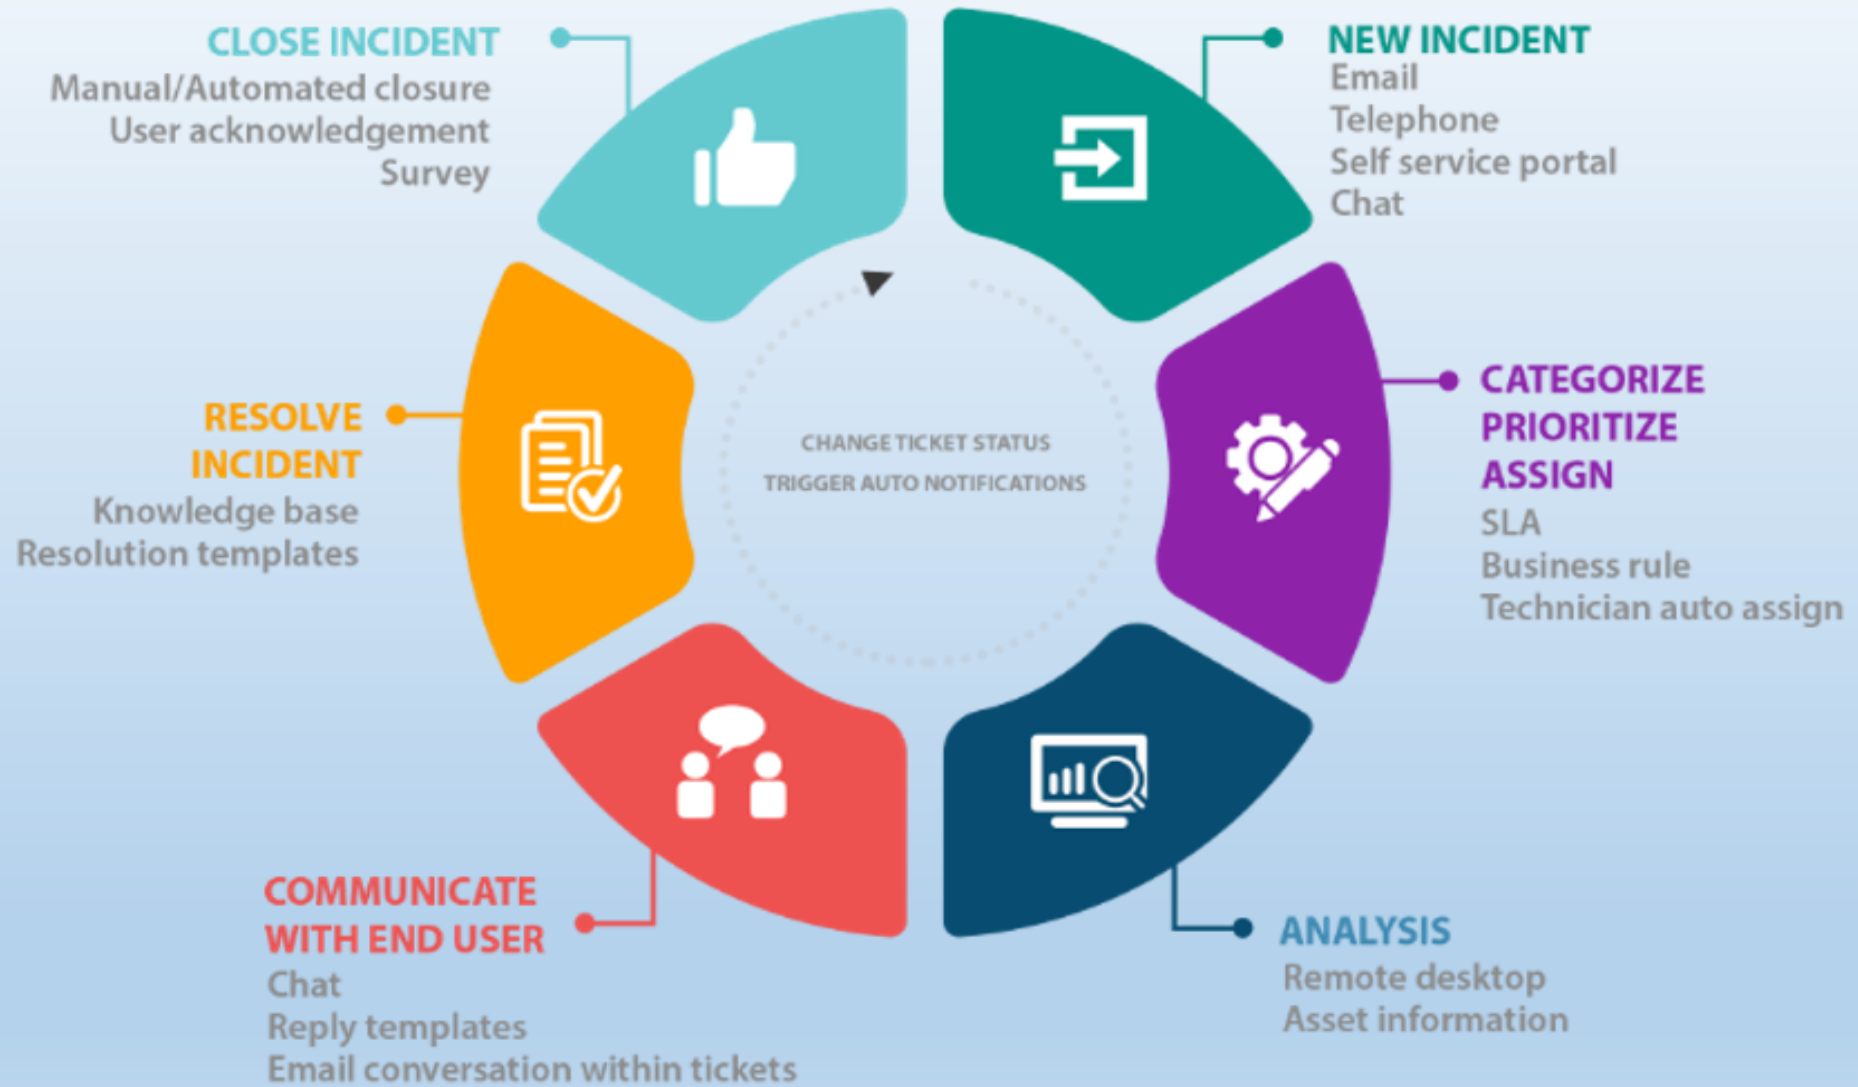 CLOSE INCIDENT
Manual/Automated closure
User acknowledgement
Survey
NEW INCIDENT
Email
Telephone
Self service portal
Chat
CATEGORIZE
PRIORITIZE
ASSIGN
SLA
Business rule
Technician auto assign
ANALYSIS
Remote desktop
Asset information
COMMUNICATE
WITH END USER
Chat
Reply templates
Email conversation within tickets
RESOLVE
INCIDENT
Knowledge base
Resolution templates
CHANGE TICKET STATUS
TRIGGER AUTO NOTIFICATIONS